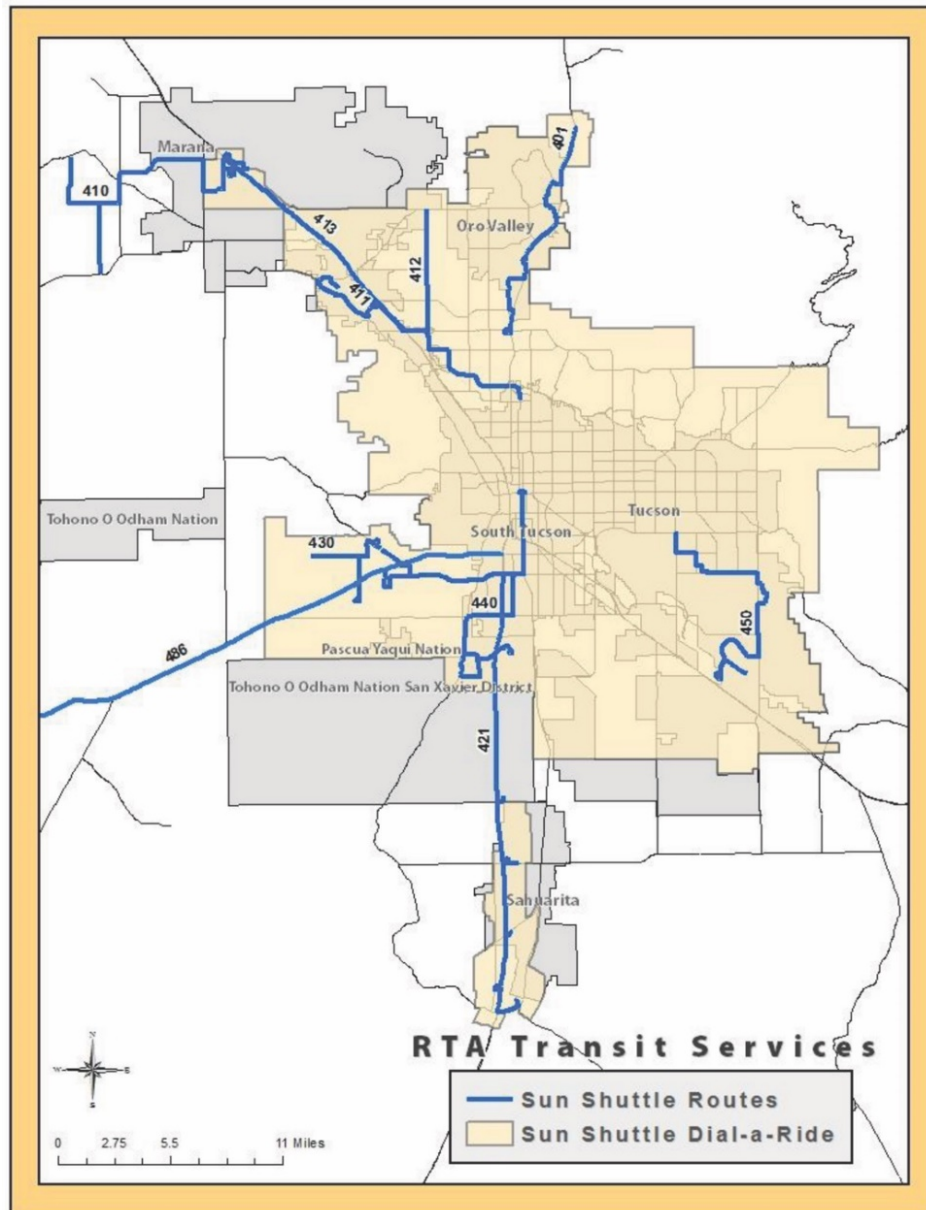 401
Marana
410
413
Oro Valley
412
411
Tohono O Odham Nation
South Tucson
Tucson
430
440
450
486
Pascua Yaqui Nation
Tohono O Odham Nation San Xavier District
421
Sahuarita
RTA Transit Services
Sun Shuttle Routes
Sun Shuttle Dial-a-Ride
N
W E
S
0 2.75 5.5 11 Miles